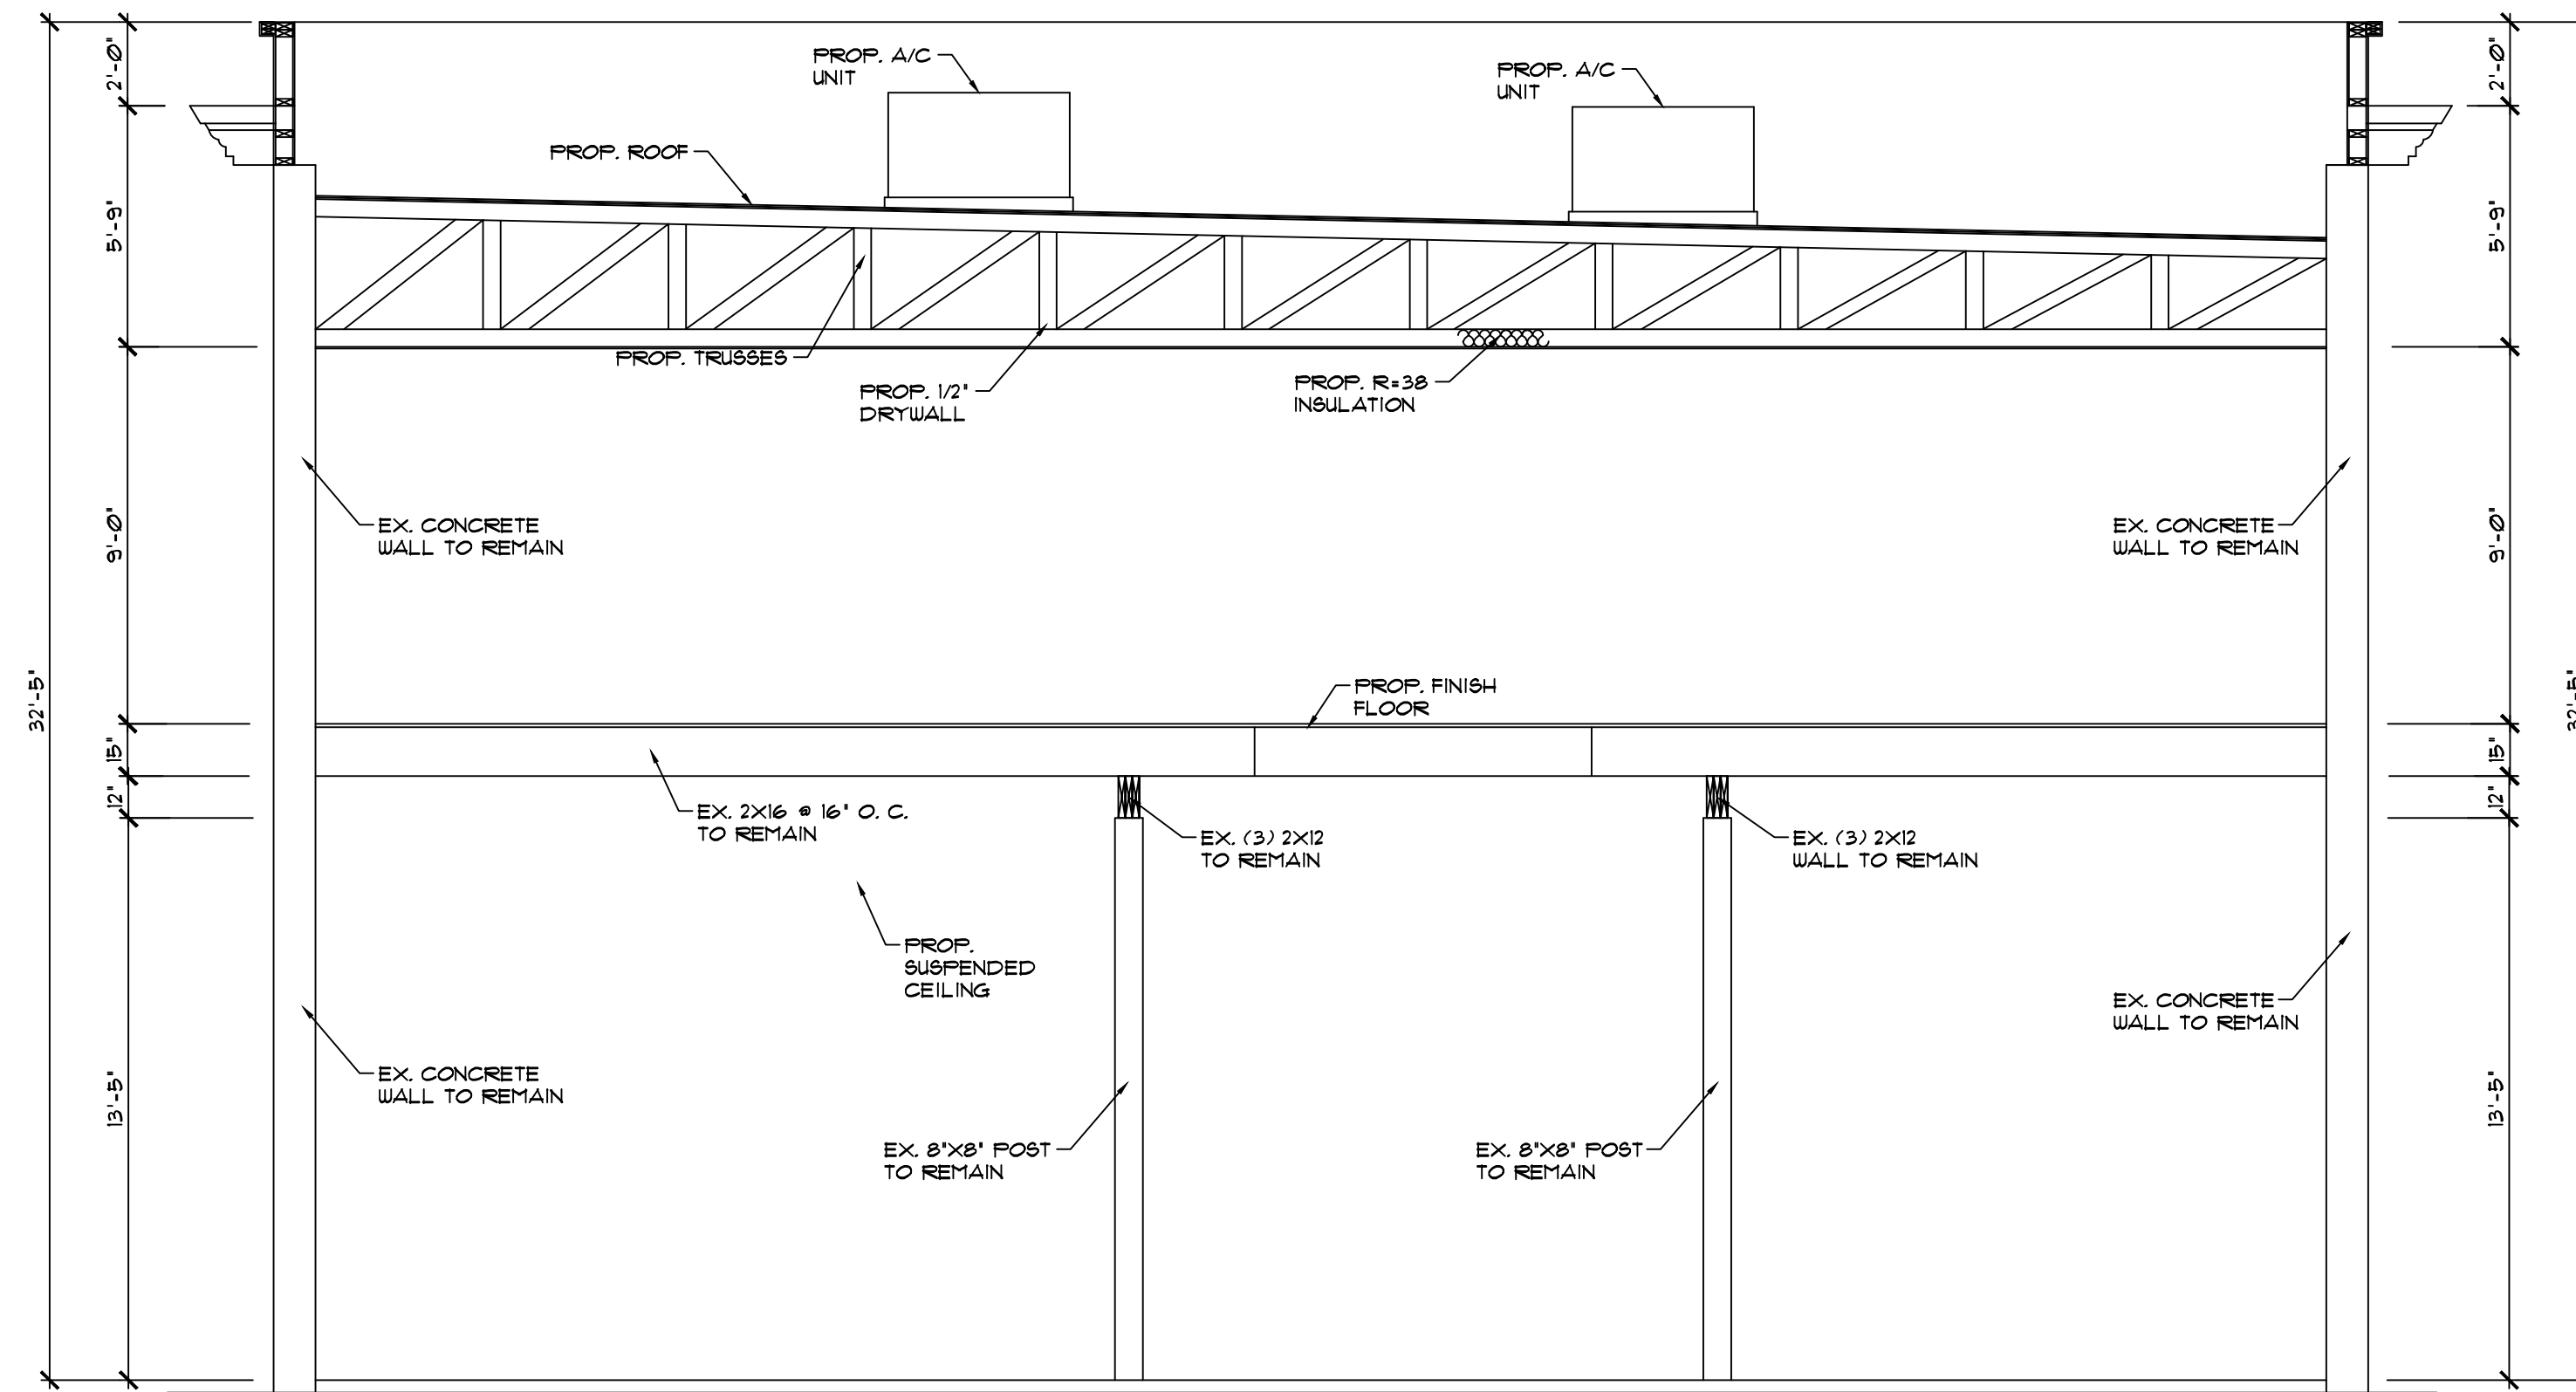 PROP. A/C
UNIT
PROP. A/C
UNIT
2'-0"
2'-0"
PROP. ROOF
5'-9"
5'-9"
PROP. TRUSSES
PROP. 1/2"
DRYWALL
PROP. R=38
INSULATION
9'-0"
EX. CONCRETE
WALL TO REMAIN
EX. CONCRETE
WALL TO REMAIN
9'-0"
32'-5"
PROP. FINISH
FLOOR
32'-5"
15"
15"
12"
EX. 2X16 @ 16" O. C.
TO REMAIN
EX. (3) 2X12
TO REMAIN
EX. (3) 2X12
WALL TO REMAIN
12"
PROP.
SUSPENDED
CEILING
EX. CONCRETE
WALL TO REMAIN
EX. CONCRETE
WALL TO REMAIN
13'-5"
13'-5"
EX. 8"X8" POST
TO REMAIN
EX. 8"X8" POST
TO REMAIN